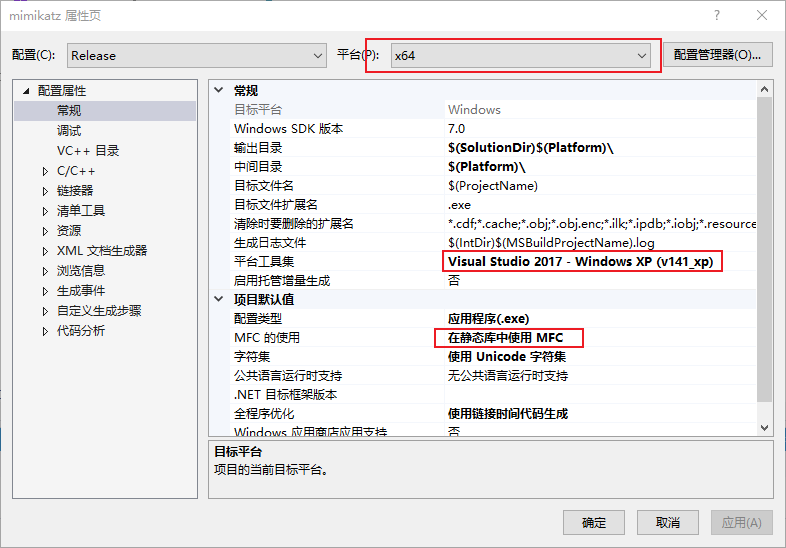 mimikatz 属性页
配置(C): Release 平台(P): x64 配置管理器(O)...
配置属性
常规
调试
VC++ 目录
C/C++
链接器
清单工具
资源
XML 文档生成器
浏览信息
生成事件
自定义生成步骤
代码分析
常规
目标平台 Windows
Windows SDK 版本 7.0
输出目录 $(SolutionDir)$(Platform)\
中间目录 $(Platform)\
目标文件名 $(ProjectName)
目标文件扩展名 .exe
清除时要删除的扩展名 *.cdf;*.cache;*.obj;*.obj.enc;*.ilk;*.ipdb;*.iobj;*.resource
生成日志文件 $(IntDir)$(MSBuildProjectName).log
平台工具集 Visual Studio 2017 - Windows XP (v141_xp)
启用托管增量生成 否
项目默认值
配置类型 应用程序(.exe)
MFC 的使用 在静态库中使用 MFC
字符集 使用 Unicode 字符集
公共语言运行时支持 无公共语言运行时支持
.NET 目标框架版本
全程序优化 使用链接时间代码生成
Windows 应用商店应用支持 否
目标平台
项目的当前目标平台。
确定 取消 应用(A)